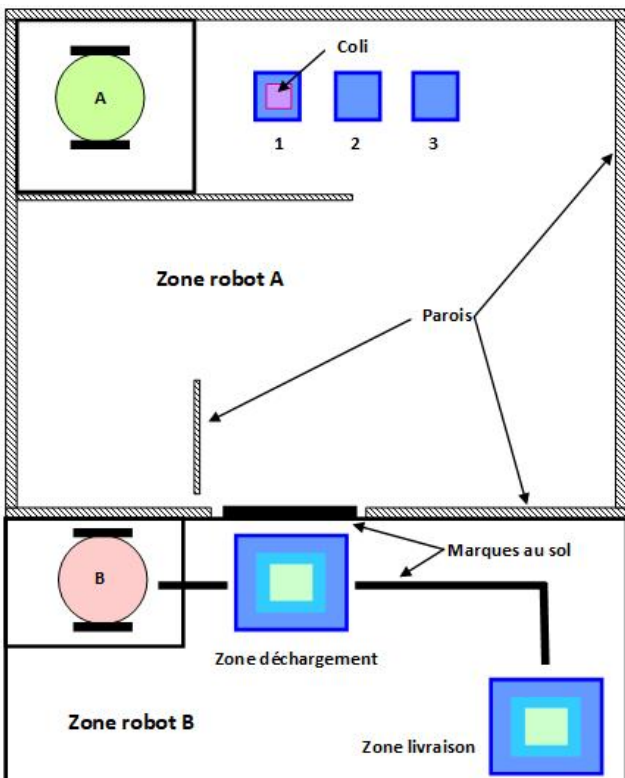 Coli
A
1 2 3
Zone robot A
Parois
Marques au sol
B
Zone déchargement
Zone robot B
Zone livraison